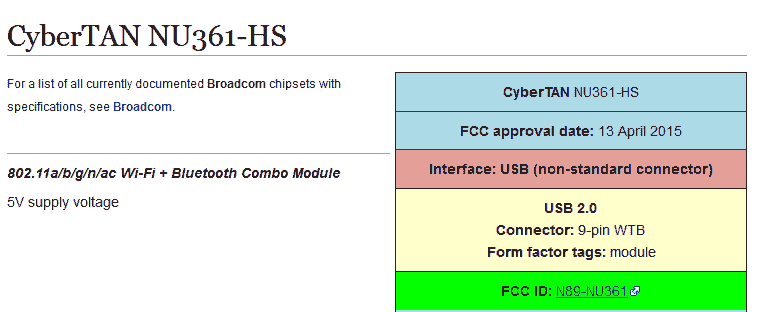 CyberTAN NU361-HS
For a list of all currently documented Broadcom chipsets with
specifications, see Broadcom.
802.11a/b/g/n/ac Wi-Fi + Bluetooth Combo Module
5V supply voltage
CyberTAN NU361-HS
FCC approval date: 13 April 2015
Interface: USB (non-standard connector)
USB 2.0
Connector: 9-pin WTB
Form factor tags: module
FCC ID: N89-NU361